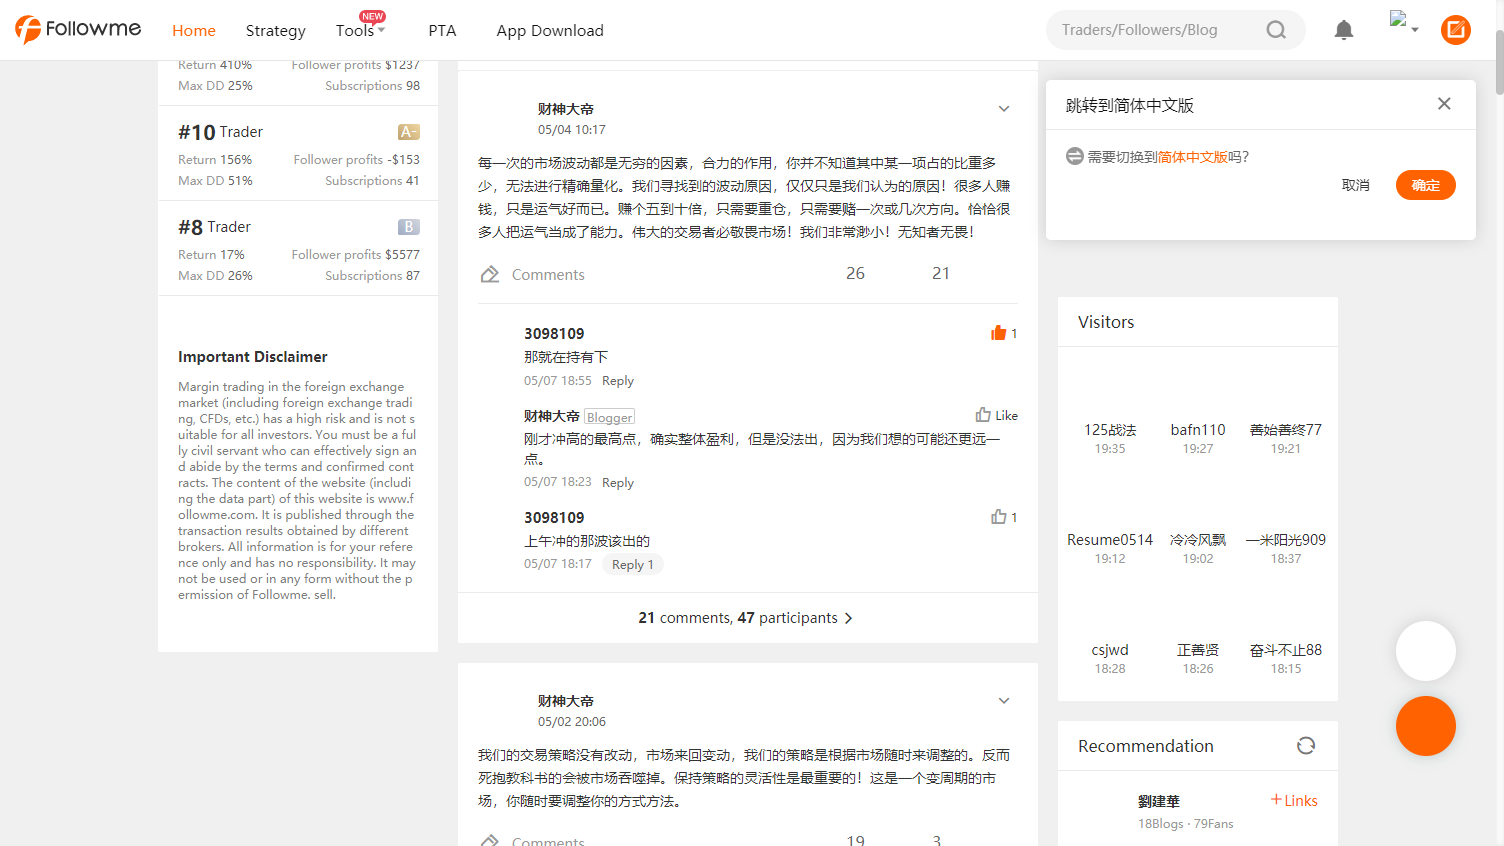 Followme
Home
Strategy
Tools
NEW
PTA
App Download
Traders/Followers/Blog
Return 410%
Follower profits $1237
Max DD 25%
Subscriptions 98
#10 Trader
A-
Return 156%
Follower profits -$153
Max DD 51%
Subscriptions 41
#8 Trader
B
Return 17%
Follower profits $5577
Max DD 26%
Subscriptions 87
Important Disclaimer
Margin trading in the foreign exchange
market (including foreign exchange tradi
ng, CFDs, etc.) has a high risk and is not s
uitable for all investors. You must be a ful
ly civil servant who can effectively sign an
d abide by the terms and confirmed cont
racts. The content of the website (includi
ng the data part) of this website is www.f
ollowme.com. It is published through the
transaction results obtained by different
brokers. All information is for your refere
nce only and has no responsibility. It may
not be used or in any form without the p
ermission of Followme. sell.
财神大帝
05/04 10:17
每一次的市场波动都是无穷的因素，合力的作用，你并不知道其中某一项占的比重多
少，无法进行精确量化。我们寻找到的波动原因，仅仅只是我们认为的原因！很多人赚
钱，只是运气好而已。赚个五到十倍，只需要重仓，只需要赌一次或几次方向。恰恰很
多人把运气当成了能力。伟大的交易者必敬畏市场！我们非常渺小！无知者无畏！
Comments
26
21
3098109
1
那就在持有下
05/07 18:55 Reply
财神大帝 Blogger
Like
刚才冲高的最高点，确实整体盈利，但是没法出，因为我们想的可能还更远一
点。
05/07 18:23 Reply
3098109
1
上午冲的那波该出的
05/07 18:17 Reply 1
21 comments, 47 participants
财神大帝
05/02 20:06
我们的交易策略没有改动，市场来回变动，我们的策略是根据市场随时来调整的。反而
死抱教科书的会被市场吞噬掉。保持策略的灵活性是最重要的！这是一个变周期的市
场，你随时要调整你的方式方法。
Comments
19
3
跳转到简体中文版
需要切换到简体中文版吗?
取消
确定
Visitors
125战法
bafn110
善始善终77
19:35
19:27
19:21
Resume0514
冷冷风飘
一米阳光909
19:12
19:02
18:37
csjwd
正善贤
奋斗不止88
18:28
18:26
18:15
Recommendation
劉建華
+Links
18Blogs · 79Fans